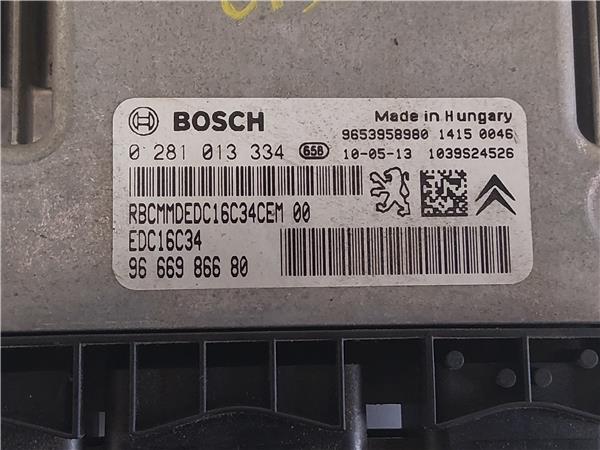 BOSCH
Made in Hungary
9653958980 1415 0046
0 281 013 334 658 10-05-13 1039S24526
RBCMMDEDC16C34CEM 00
EDC16C34
96 669 866 80